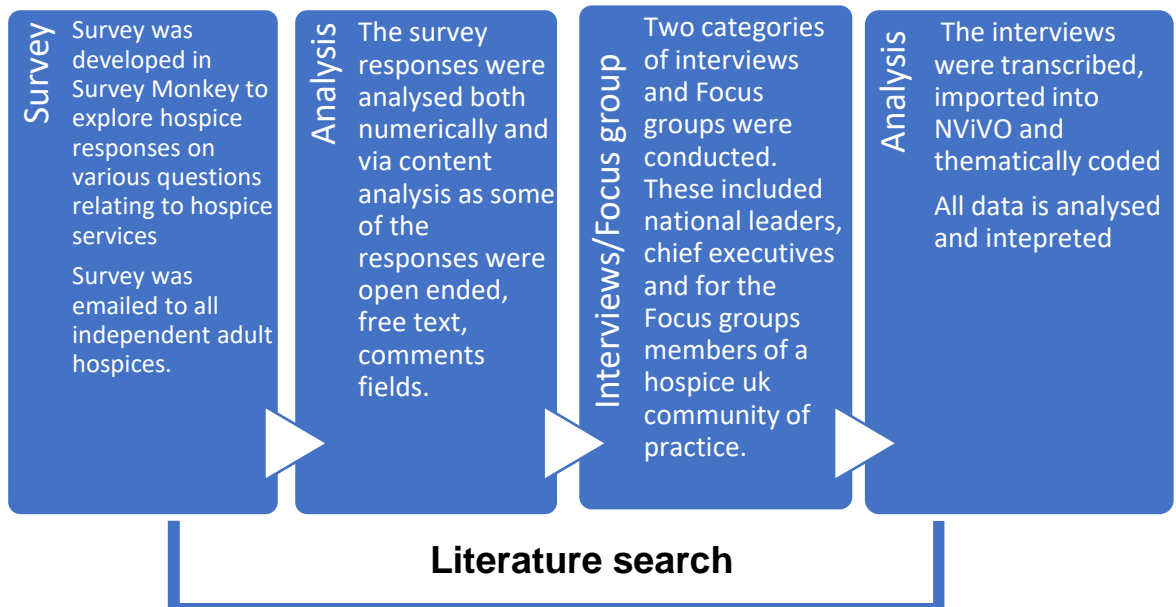 Survey
Survey was
developed in
Survey Monkey to
explore hospice
responses on
various questions
relating to hospice
services
Survey was
emailed to all
independent adult
hospices.
Analysis
The survey
responses were
analysed both
numerically and
via content
analysis as some
of the
responses were
open ended,
free text,
comments
fields.
Interviews/Focus group
Two categories
of interviews
and Focus
groups were
conducted.
These included
national leaders,
chief executives
and for the
Focus groups
members of a
hospice uk
community of
practice.
Analysis
The interviews
were transcribed,
imported into
NViVO and
thematically coded
All data is analysed
and intepreted
Literature search